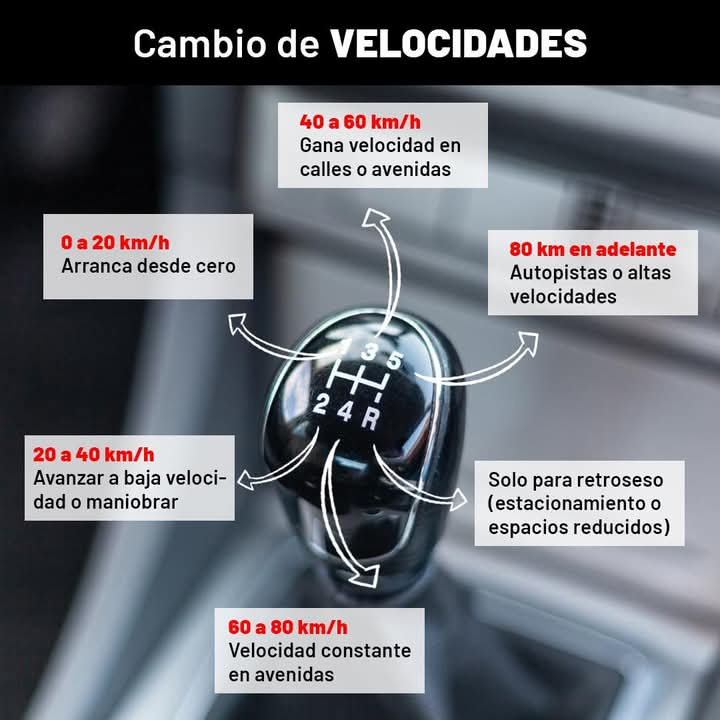 Cambio de VELOCIDADES
40 a 60 km/h
Gana velocidad en
calles o avenidas
0 a 20 km/h
Arranca desde cero
80 km en adelante
Autopistas o altas
velocidades
1 3 5
2 4 R
20 a 40 km/h
Avanzar a baja veloci-
dad o maniobrar
Solo para retroseso
(estacionamiento o
espacios reducidos)
60 a 80 km/h
Velocidad constante
en avenidas